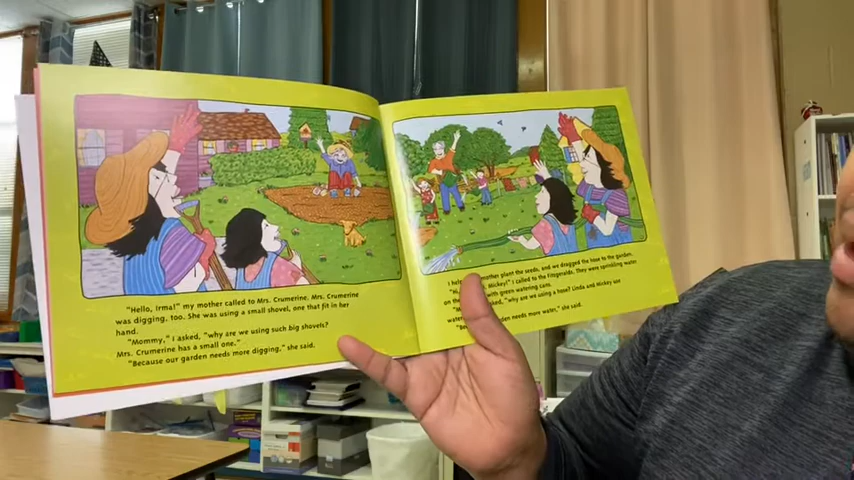 "Hello, Irma!" my mother called to Mrs. Crumerine. Mrs. Crumerine
was digging, too. She was using a small shovel, one that fit in her
hand.
"Mommy," I asked, "why are we using such big shovels?
Mrs. Crumerine has a small one."
"Because our garden needs more digging," she said.
I mother plant the seeds, and we dragged the hose to the garden.
Mickey!" I called to the Fitzgeralds. They were sprinkling water
on with green watering cans.
asked, "why are we using a hose? Linda and Mickey use
water
needs more water," she said.